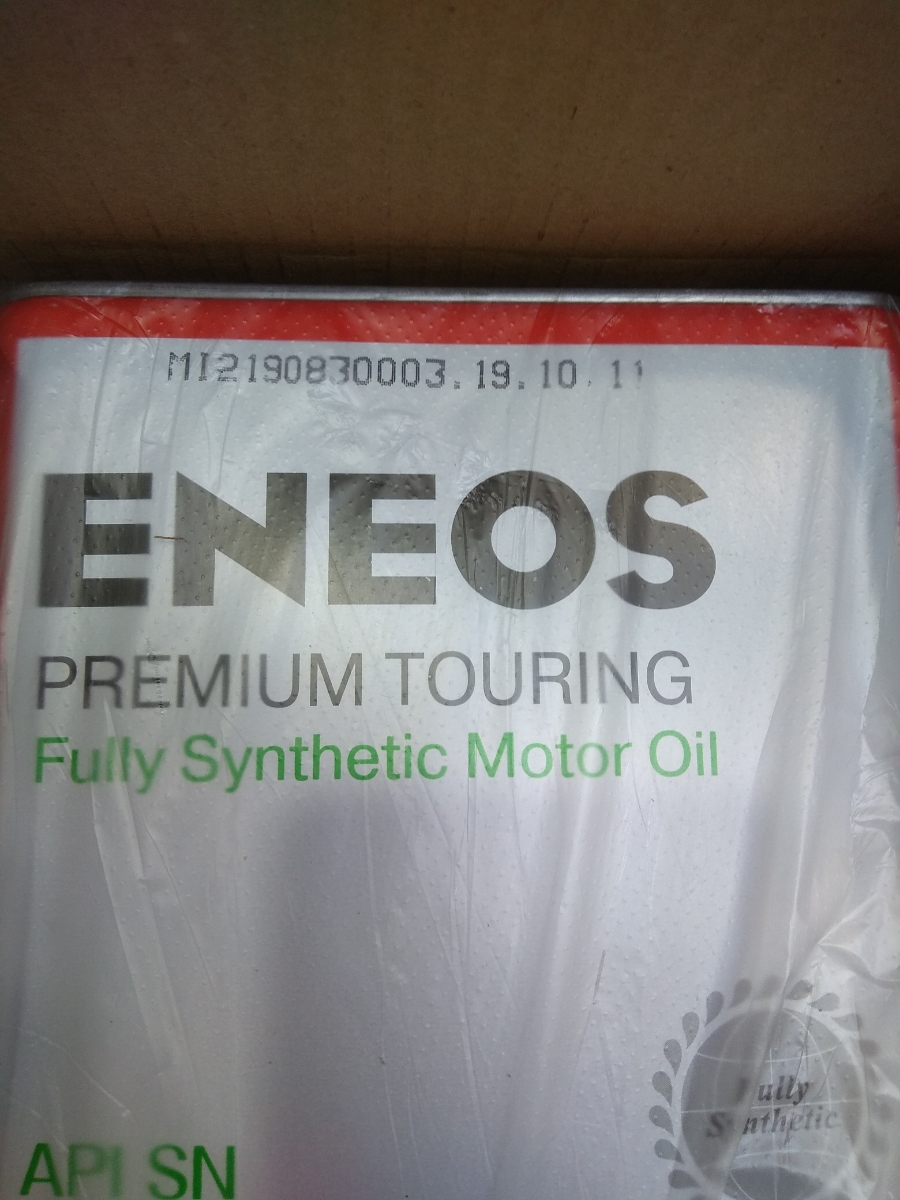 MI2190830003.19.10.11
ENEOS
PREMIUM TOURING
Fully Synthetic Motor Oil
Fully
Synthetic
API SN